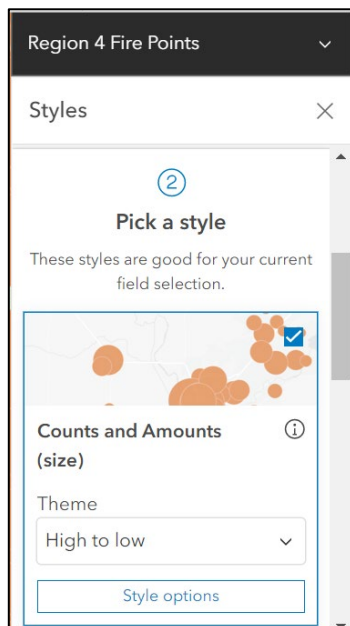 Region 4 Fire Points
Styles
2
Pick a style
These styles are good for your current
field selection.
Counts and Amounts
(size)
Theme
High to low
Style options